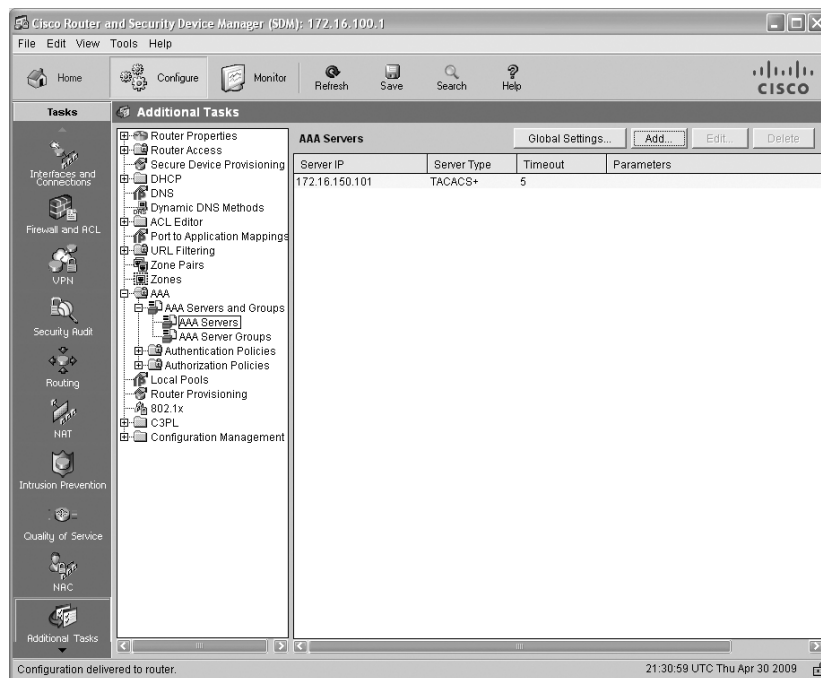 Cisco Router and Security Device Manager (SDM): 172.16.100.1
File Edit View Tools Help
Home Configure Monitor Refresh Save Search Help
CISCO
Tasks
Additional Tasks
Interfaces and Connections
Firewall and ACL
VPN
Security Audit
Routing
NAT
Intrusion Prevention
Quality of Service
NAC
Additional Tasks
Router Properties
Router Access
Secure Device Provisioning
DHCP
DNS
Dynamic DNS Methods
ACL Editor
Port to Application Mappings
URL Filtering
Zone Pairs
Zones
AAA
AAA Servers and Groups
AAA Servers
AAA Server Groups
Authentication Policies
Authorization Policies
Local Pools
Router Provisioning
802.1x
C3PL
Configuration Management
AAA Servers
Global Settings... Add... Edit... Delete
Server IP Server Type Timeout Parameters
172.16.150.101 TACACS+ 5
Configuration delivered to router.
21:30:59 UTC Thu Apr 30 2009